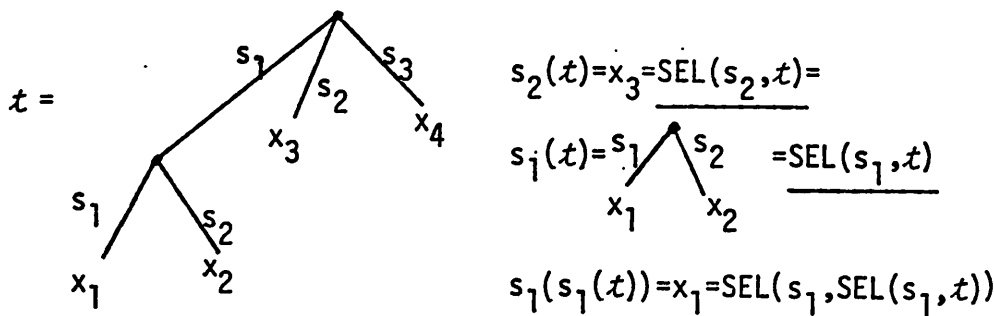 s₁ s₂ s₃
t =
x₃ x₄
s₁ s₂
x₁ x₂
s₂(t)=x₃=SEL(s₂,t)=
s₁(t)= s₁ s₂ =SEL(s₁,t)
x₁ x₂
s₁(s₁(t))=x₁=SEL(s₁,SEL(s₁,t))